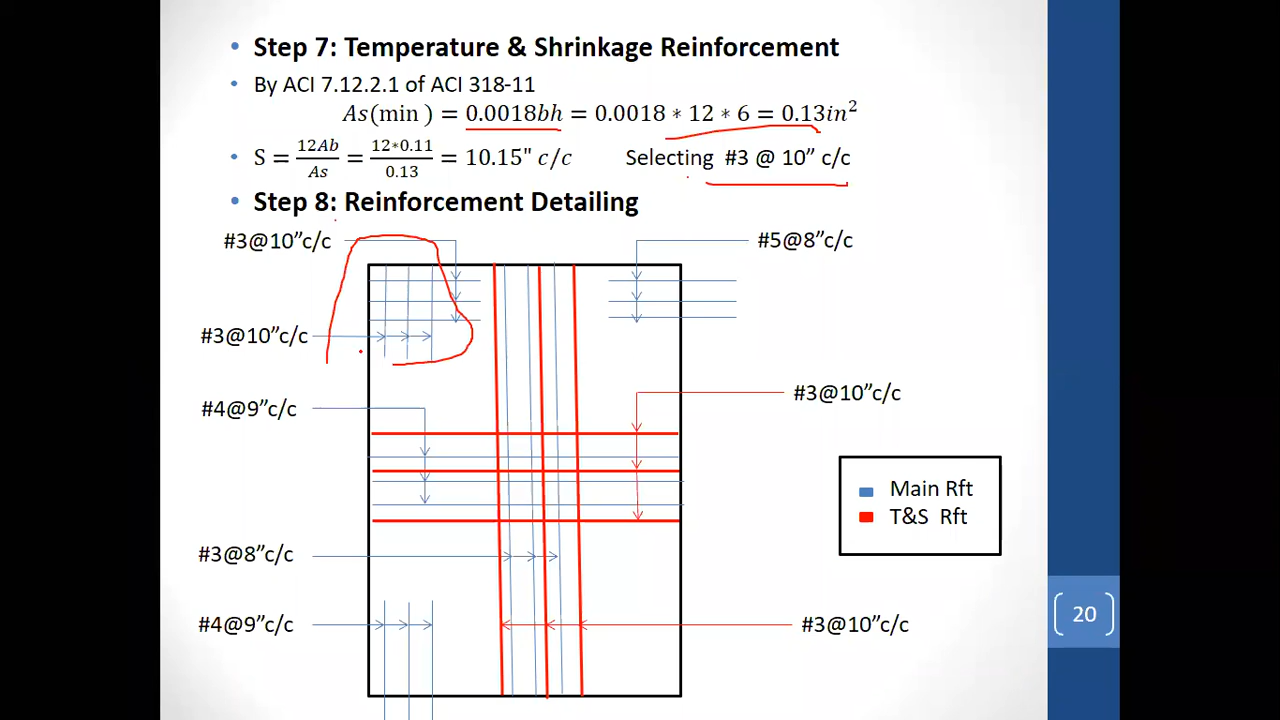 Step 7: Temperature & Shrinkage Reinforcement
By ACI 7.12.2.1 of ACI 318-11
As(min) = 0.0018bh = 0.0018 * 12 * 6 = 0.13in²
S = 12Ab/As = 12*0.11/0.13 = 10.15" c/c Selecting #3 @ 10” c/c
Step 8: Reinforcement Detailing
#3@10”c/c
#5@8”c/c
#3@10”c/c
#3@10”c/c
#4@9”c/c
Main Rft
T&S Rft
#3@8”c/c
#4@9”c/c
#3@10”c/c
20